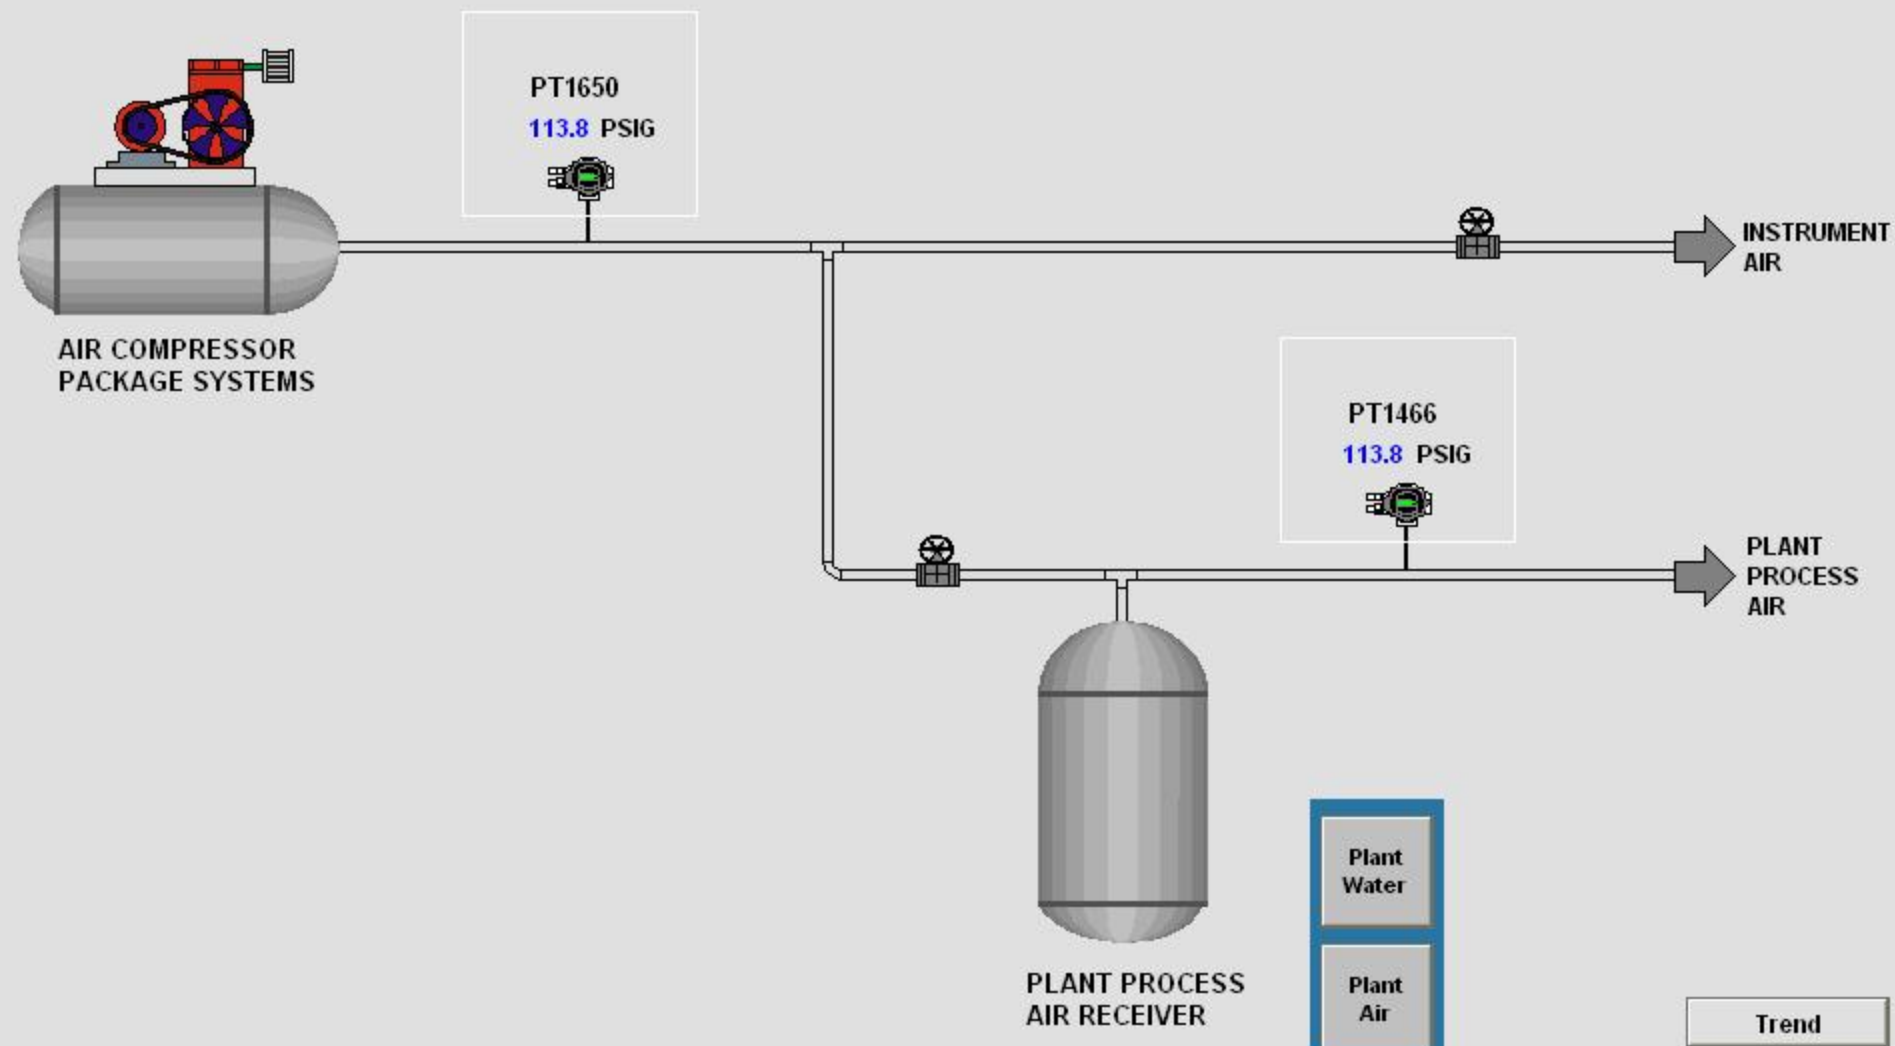 PT1650
113.8 PSIG
INSTRUMENT
AIR
AIR COMPRESSOR
PACKAGE SYSTEMS
PT1466
113.8 PSIG
PLANT
PROCESS
AIR
PLANT PROCESS
AIR RECEIVER
Plant
Water
Plant
Air
Trend